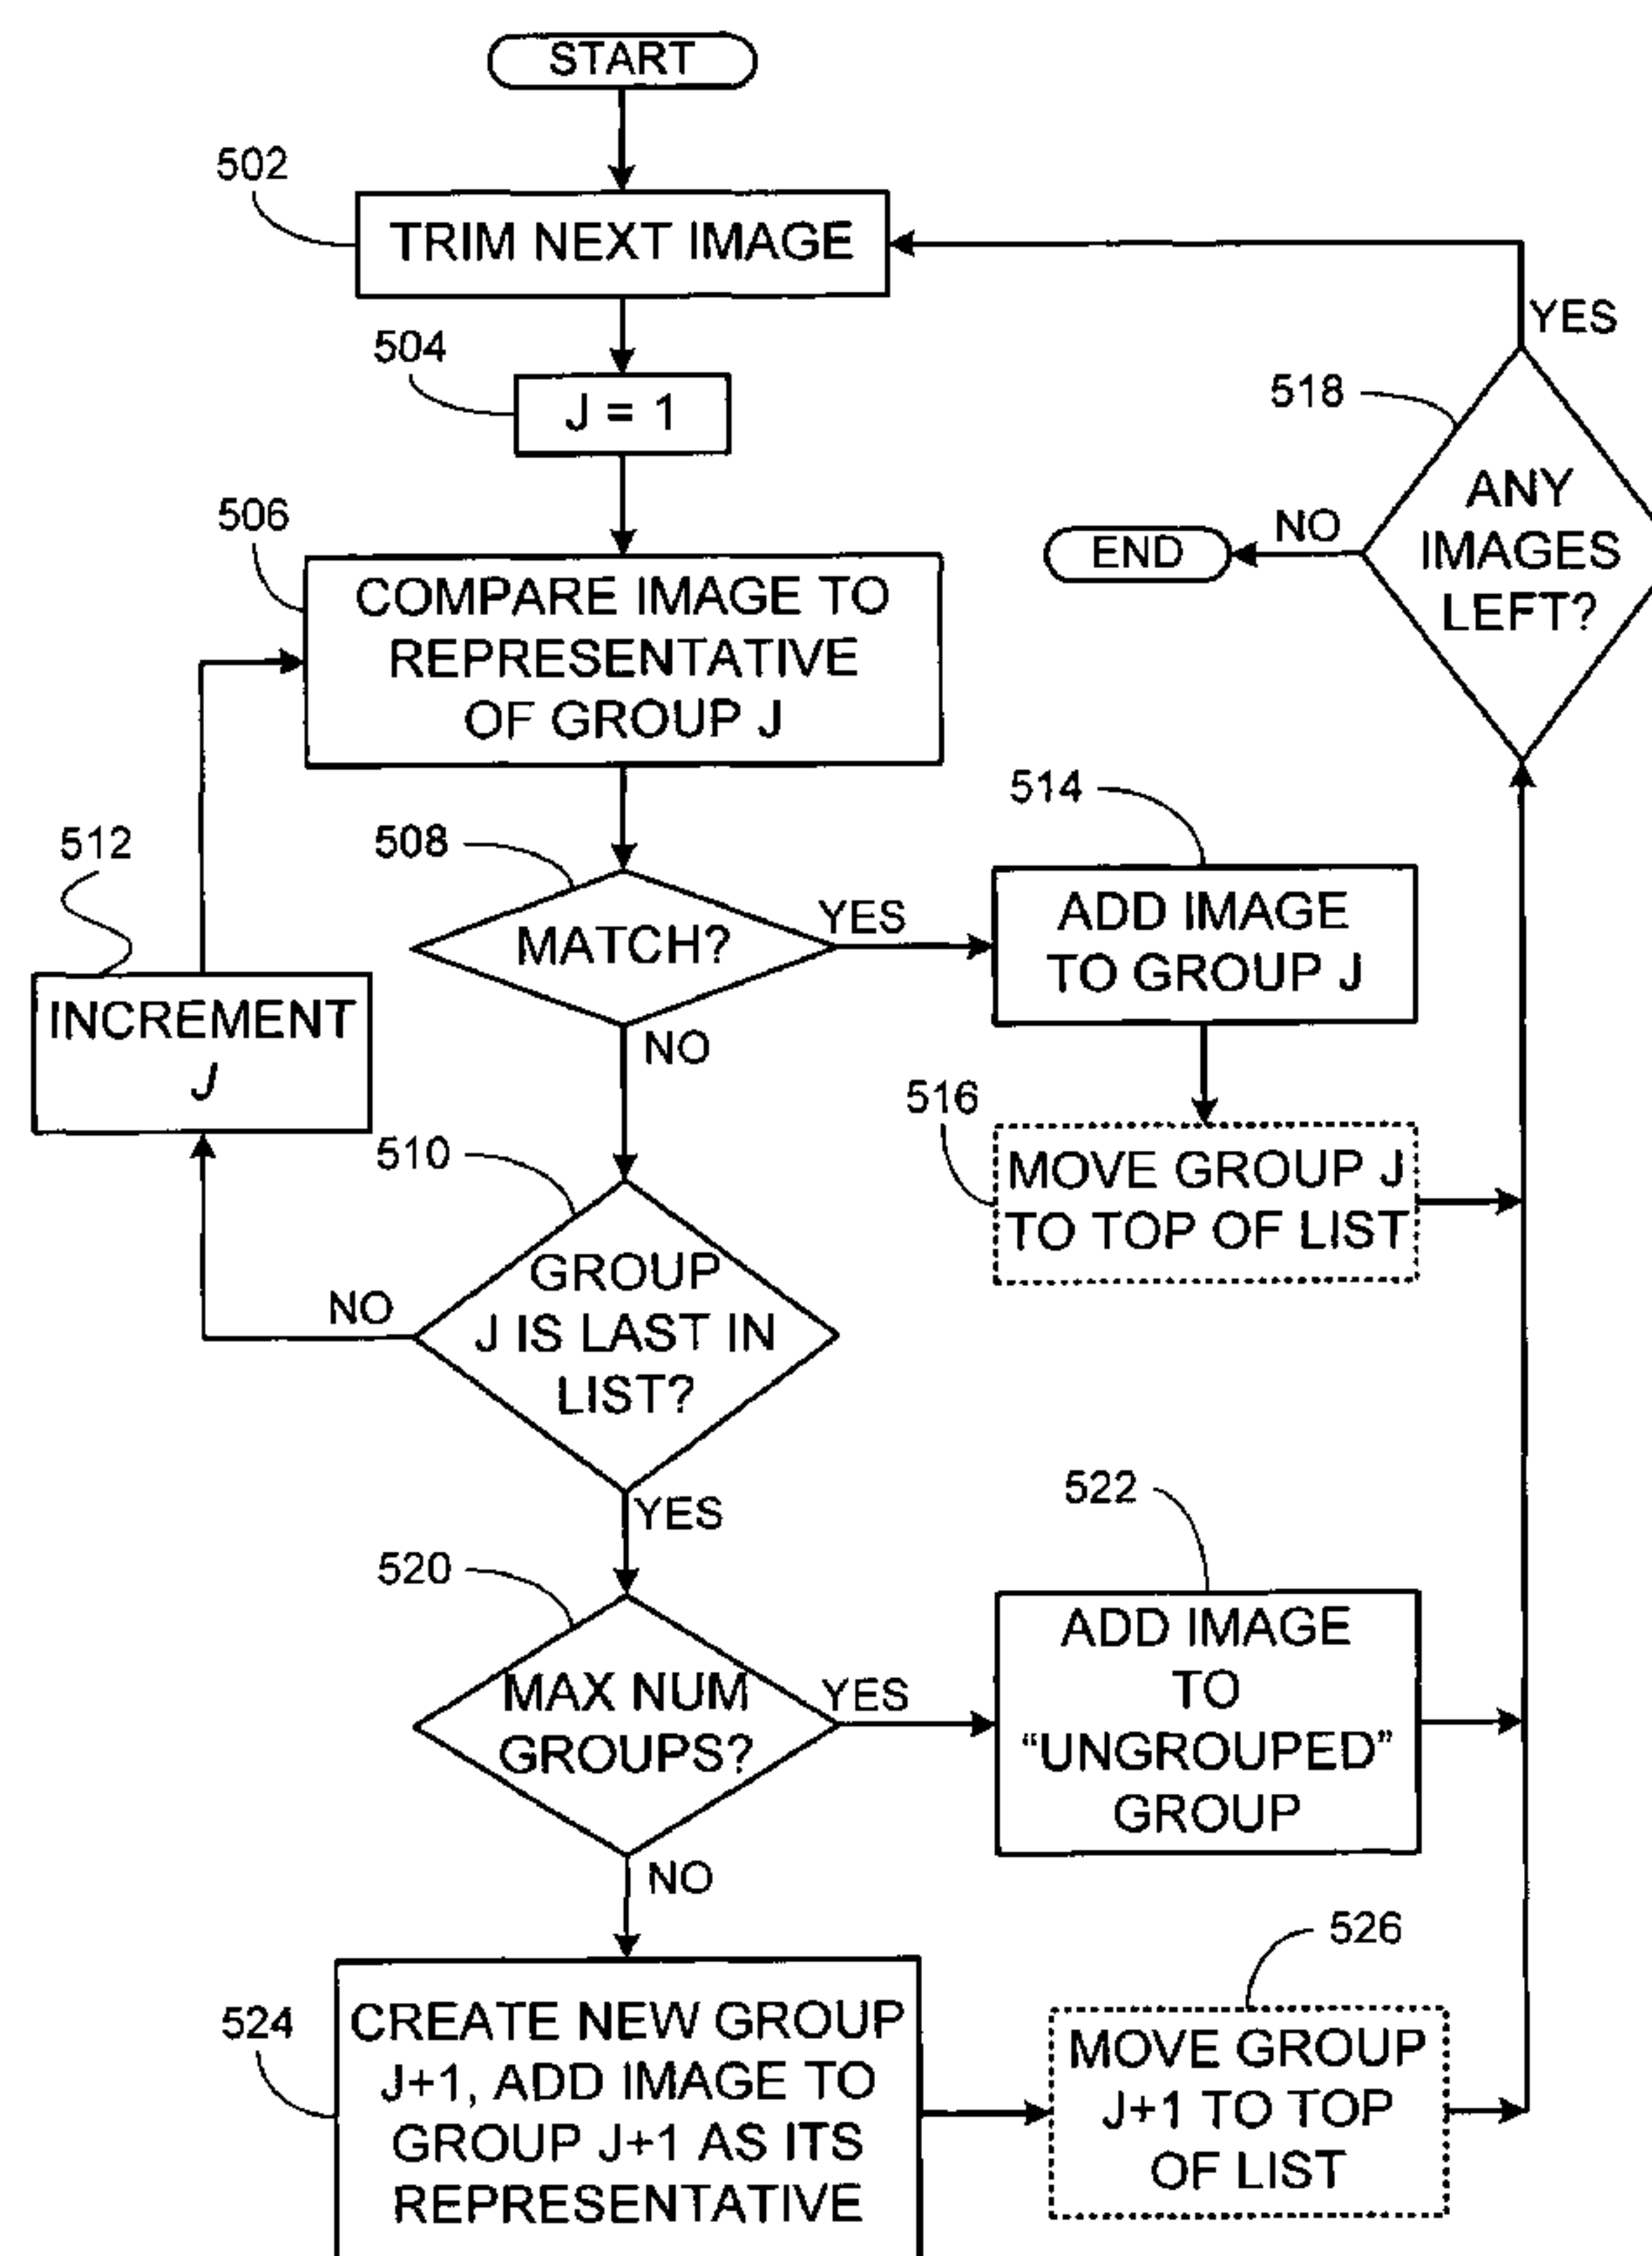 START
502
TRIM NEXT IMAGE
YES
504
J = 1
518
506
ANY
IMAGES
LEFT?
NO
END
COMPARE IMAGE TO
REPRESENTATIVE
OF GROUP J
514
512
508
MATCH?
YES
ADD IMAGE
TO GROUP J
INCREMENT
J
NO
516
MOVE GROUP J
TO TOP OF LIST
510
GROUP
J IS LAST IN
LIST?
NO
YES
522
520
MAX NUM
GROUPS?
YES
ADD IMAGE
TO
“UNGROUPED”
GROUP
NO
526
524
CREATE NEW GROUP
J+1, ADD IMAGE TO
GROUP J+1 AS ITS
REPRESENTATIVE
MOVE GROUP
J+1 TO TOP
OF LIST